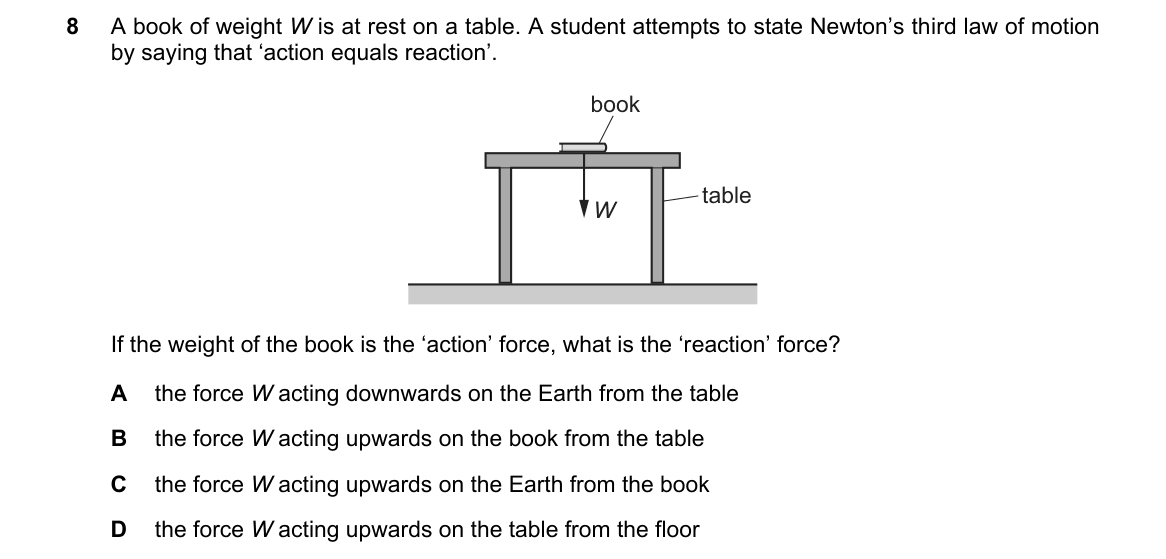 8 A book of weight W is at rest on a table. A student attempts to state Newton’s third law of motion
by saying that ‘action equals reaction’.
book
table
W
If the weight of the book is the ‘action’ force, what is the ‘reaction’ force?
A the force W acting downwards on the Earth from the table
B the force W acting upwards on the book from the table
C the force W acting upwards on the Earth from the book
D the force W acting upwards on the table from the floor